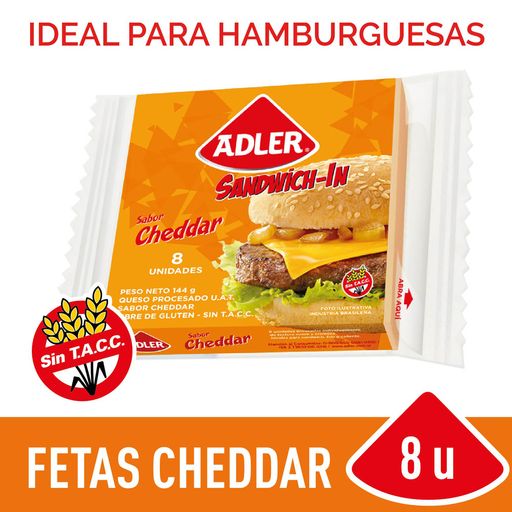 IDEAL PARA HAMBURGUESAS
ADLER
SANDWICH-IN
Sabor
Cheddar
8
UNIDADES
PESO NETO 144 g
QUESO PROCESADO U.A.T.
SABOR CHEDDAR
LIBRE DE GLUTEN - SIN T.A.C.C.
FOTO ILUSTRATIVA
INDUSTRIA BRASILEÑA
ABRA AQUÍ
Sin T.A.C.C.
ADLER
Sabor
Cheddar
FETAS CHEDDAR
8 u